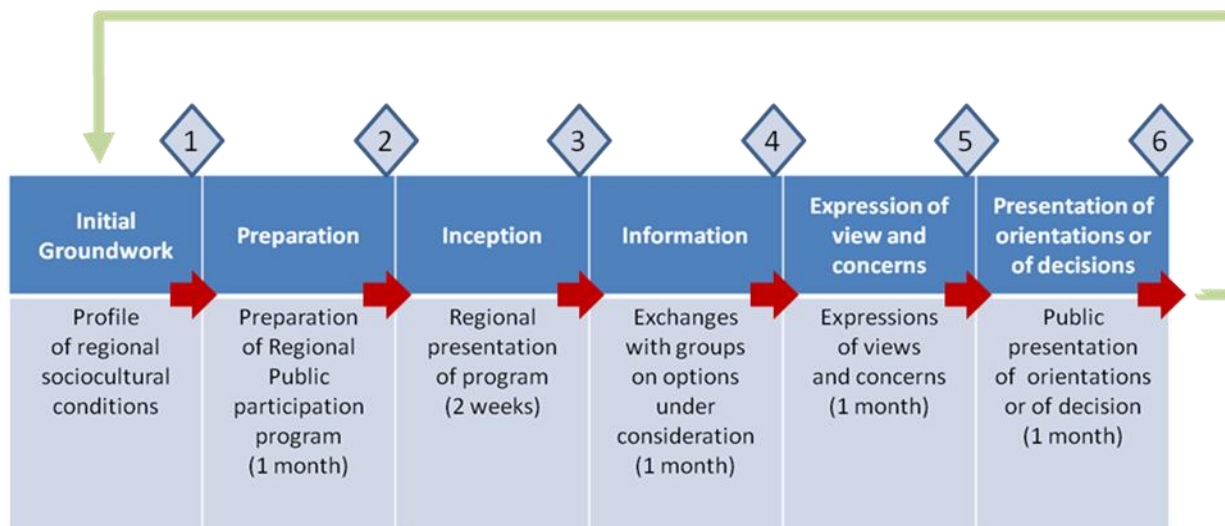 1
2
3
4
5
6
Initial
Groundwork
Preparation
Inception
Information
Expression of
view and
concerns
Presentation of
orientations or
of decisions
Profile
of regional
sociocultural
conditions
Preparation
of Regional
Public
participation
program
(1 month)
Regional
presentation
of program
(2 weeks)
Exchanges
with groups
on options
under
consideration
(1 month)
Expressions
of views
and concerns
(1 month)
Public
presentation
of orientations
or of decision
(1 month)